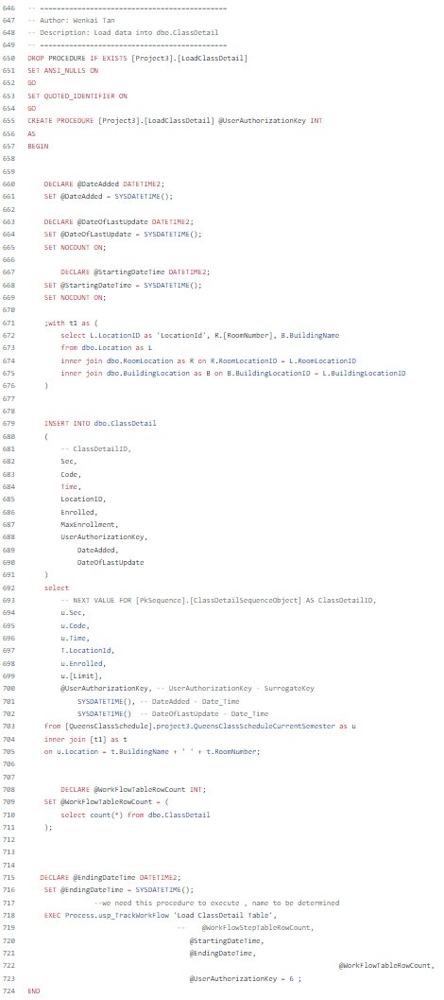 646 -- =============================================
647 -- Author: Wenkai Tan
648 -- Description: Load data into dbo.ClassDetail
649 -- =============================================
650 DROP PROCEDURE IF EXISTS [Project3].[LoadClassDetail]
651 SET ANSI_NULLS ON
652 GO
653 SET QUOTED_IDENTIFIER ON
654 GO
655 CREATE PROCEDURE [Project3].[LoadClassDetail] @UserAuthorizationKey INT
656 AS
657 BEGIN
658
659
660 DECLARE @DateAdded DATETIME2;
661 SET @DateAdded = SYSDATETIME();
662
663 DECLARE @DateOfLastUpdate DATETIME2;
664 SET @DateOfLastUpdate = SYSDATETIME();
665 SET NOCOUNT ON;
666
667 DECLARE @StartingDateTime DATETIME2;
668 SET @StartingDateTime = SYSDATETIME();
669 SET NOCOUNT ON;
670
671 ;with t1 as (
672 select L.LocationID as 'LocationId', R.[RoomNumber], B.BuildingName
673 from dbo.Location as L
674 inner join dbo.RoomLocation as R on R.RoomLocationID = L.RoomLocationID
675 inner join dbo.BuildingLocation as B on B.BuildingLocationID = L.BuildingLocationID
676 )
677
678
679 INSERT INTO dbo.ClassDetail
680 (
681 -- ClassDetailID,
682 Sec,
683 Code,
684 Time,
685 LocationID,
686 Enrolled,
687 MaxEnrollment,
688 UserAuthorizationKey,
689 DateAdded,
690 DateOfLastUpdate
691 )
692 select
693 -- NEXT VALUE FOR [PkSequence].[ClassDetailSequenceObject] AS ClassDetailID,
694 u.Sec,
695 u.Code,
696 u.Time,
697 T.LocationId,
698 u.Enrolled,
699 u.[Limit],
700 @UserAuthorizationKey, -- UserAuthorizationKey - SurrogateKey
701 SYSDATETIME(), -- DateAdded - Date_Time
702 SYSDATETIME() -- DateOfLastUpdate - Date_Time
703 from [QueensClassSchedule].project3.QueensClassScheduleCurrentSemester as u
704 inner join [t1] as t
705 on u.Location = t.BuildingName + ' ' + t.RoomNumber;
706
707
708 DECLARE @WorkFlowTableRowCount INT;
709 SET @WorkFlowTableRowCount = (
710 select count(*) from dbo.ClassDetail
711 );
712
713
714
715 DECLARE @EndingDateTime DATETIME2;
716 SET @EndingDateTime = SYSDATETIME();
717 --we need this procedure to execute , name to be determined
718 EXEC Process.usp_TrackWorkFlow 'Load ClassDetail Table',
719 -- @WorkFlowStepTableRowCount,
720 @StartingDateTime,
721 @EndingDateTime,
722 @WorkFlowTableRowCount,
723 @UserAuthorizationKey = 6 ;
724 END